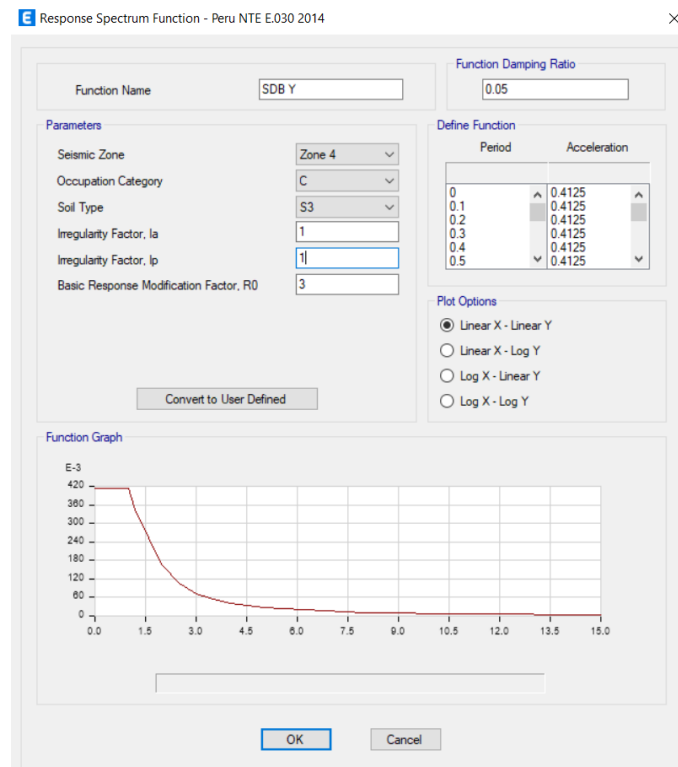 E Response Spectrum Function - Peru NTE E.030 2014
Function Name
SDB Y
Function Damping Ratio
0.05
Parameters
Seismic Zone
Zone 4
Occupation Category
C
Soil Type
S3
Irregularity Factor, Ia
1
Irregularity Factor, Ip
1
Basic Response Modification Factor, R0
3
Convert to User Defined
Define Function
Period Acceleration
0 0.4125
0.1 0.4125
0.2 0.4125
0.3 0.4125
0.4 0.4125
0.5 0.4125
Plot Options
Linear X - Linear Y
Linear X - Log Y
Log X - Linear Y
Log X - Log Y
Function Graph
E-3
420
360
300
240
180
120
60
0
0.0 1.5 3.0 4.5 6.0 7.5 9.0 10.5 12.0 13.5 15.0
OK Cancel